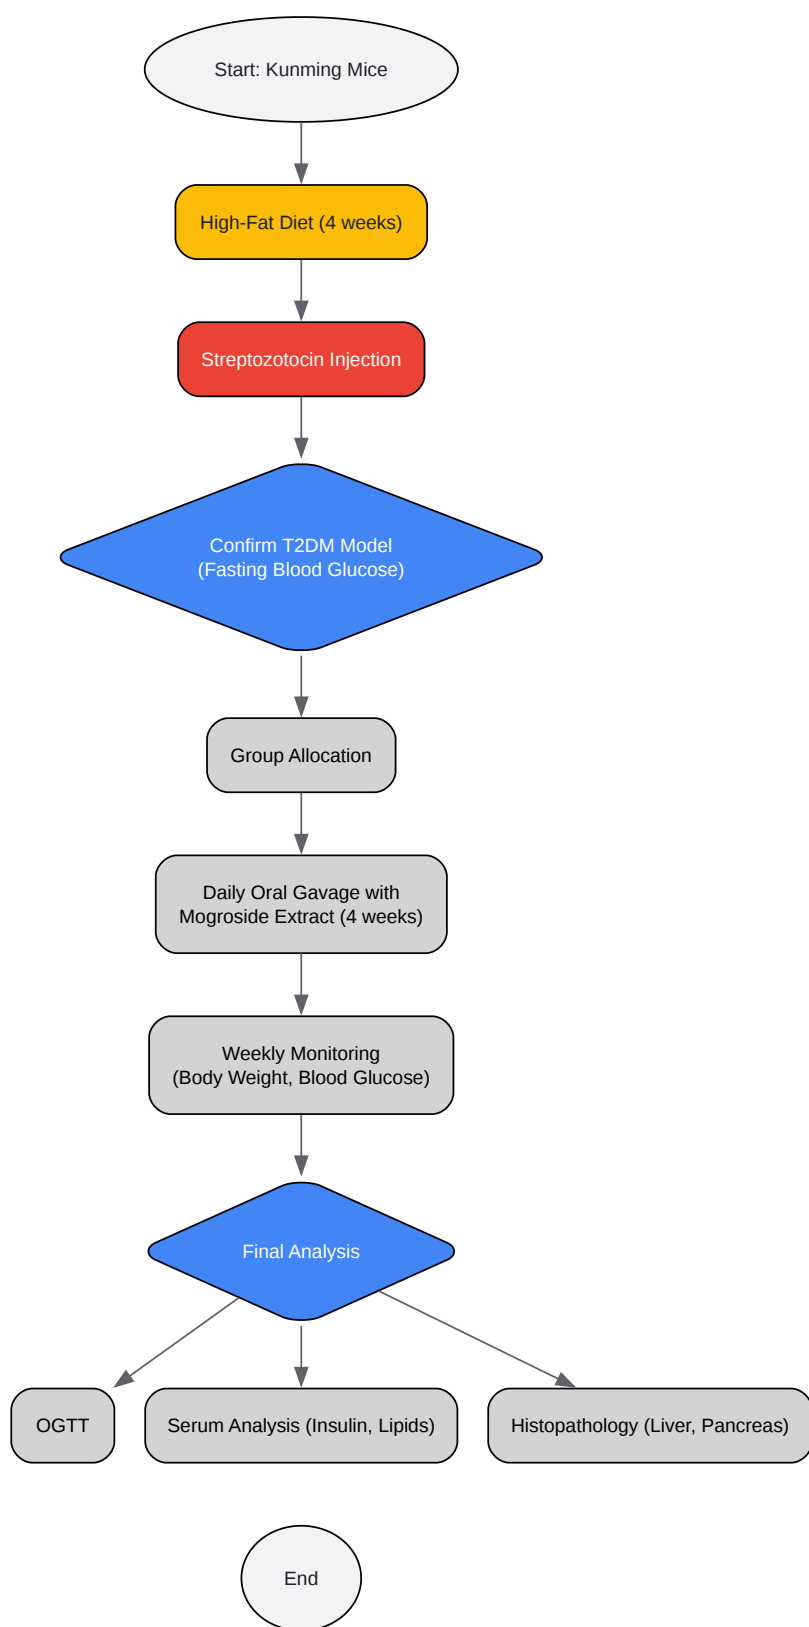 Start: Kunming Mice
High-Fat Diet (4 weeks)
Streptozotocin Injection
Confirm T2DM Model
(Fasting Blood Glucose)
Group Allocation
Daily Oral Gavage with
Mogroside Extract (4 weeks)
Weekly Monitoring
(Body Weight, Blood Glucose)
Final Analysis
OGTT
Serum Analysis (Insulin, Lipids)
Histopathology (Liver, Pancreas)
End